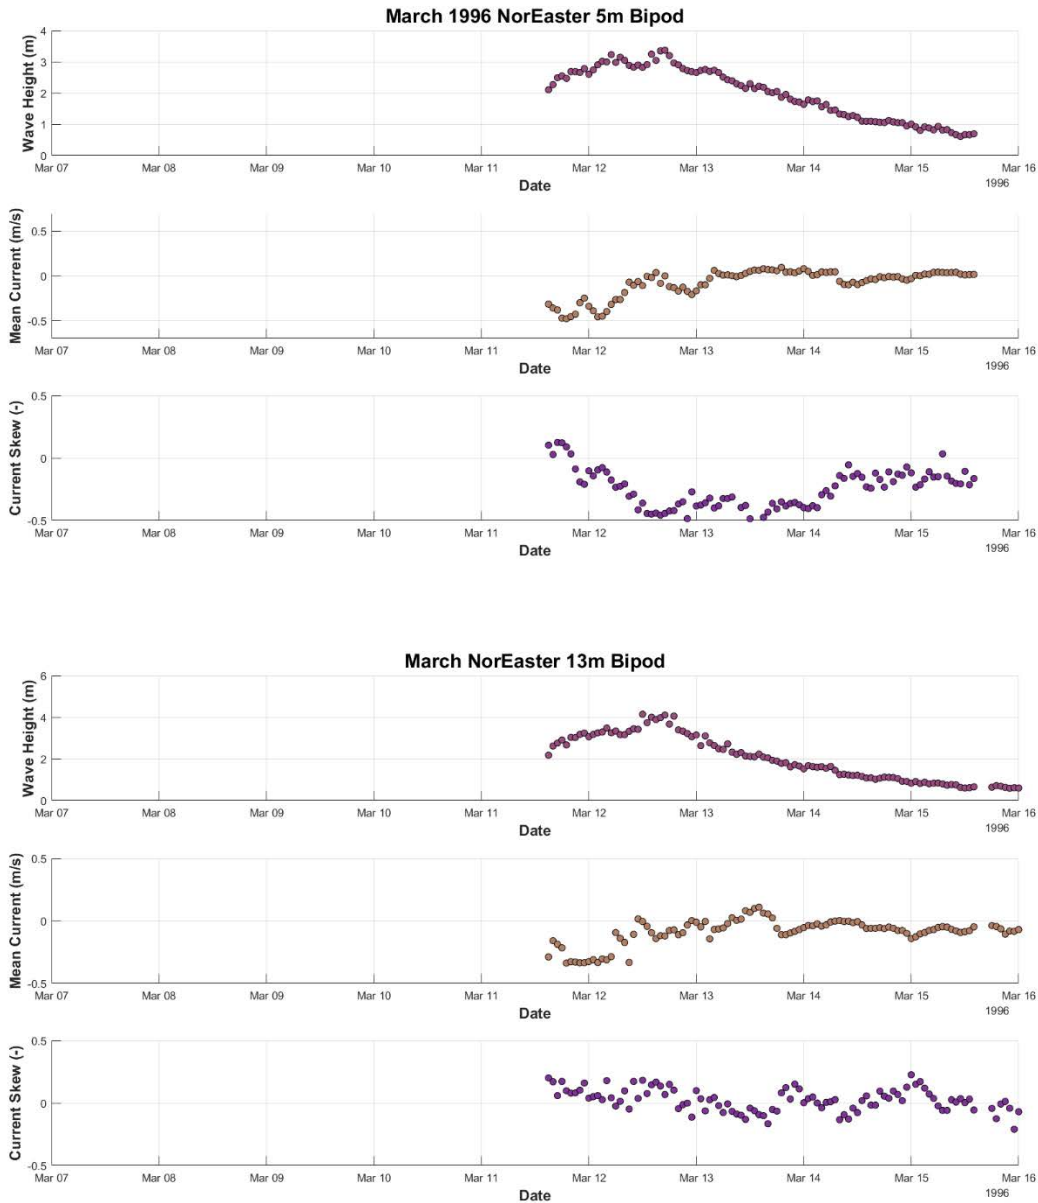 March 1996 NorEaster 5m Bipod
Wave Height (m)
4
3
2
1
0
Mar 07 Mar 08 Mar 09 Mar 10 Mar 11 Mar 12 Mar 13 Mar 14 Mar 15 Mar 16
Date
1996
Mean Current (m/s)
0.5
0
-0.5
Mar 07 Mar 08 Mar 09 Mar 10 Mar 11 Mar 12 Mar 13 Mar 14 Mar 15 Mar 16
Date
1996
Current Skew (-)
0.5
0
-0.5
Mar 07 Mar 08 Mar 09 Mar 10 Mar 11 Mar 12 Mar 13 Mar 14 Mar 15 Mar 16
Date
1996
March NorEaster 13m Bipod
Wave Height (m)
6
4
2
0
Mar 07 Mar 08 Mar 09 Mar 10 Mar 11 Mar 12 Mar 13 Mar 14 Mar 15 Mar 16
Date
1996
Mean Current (m/s)
0.5
0
-0.5
Mar 07 Mar 08 Mar 09 Mar 10 Mar 11 Mar 12 Mar 13 Mar 14 Mar 15 Mar 16
Date
1996
Current Skew (-)
0.5
0
-0.5
Mar 07 Mar 08 Mar 09 Mar 10 Mar 11 Mar 12 Mar 13 Mar 14 Mar 15 Mar 16
Date
1996